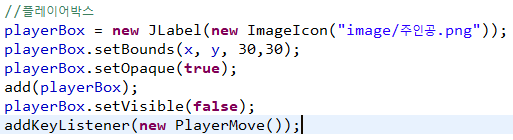 //플레이어박스
playerBox = new JLabel(new ImageIcon("image/주인공.png"));
playerBox.setBounds(x, y, 30,30);
playerBox.setOpaque(true);
add(playerBox);
playerBox.setVisible(false);
addKeyListener(new PlayerMove());